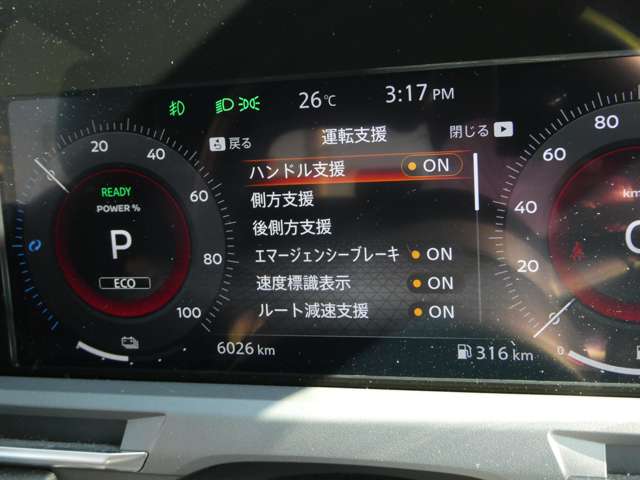 26℃ 3:17 PM
戻る 運転支援 閉じる
ハンドル支援 ON
側方支援
後側方支援
エマージェンシーブレーキ ON
速度標識表示 ON
ルート減速支援 ON
0 20 40 60 80 100
READY
POWER %
P
ECO
0 20 40 60 80
km
6026 km
316 km
0